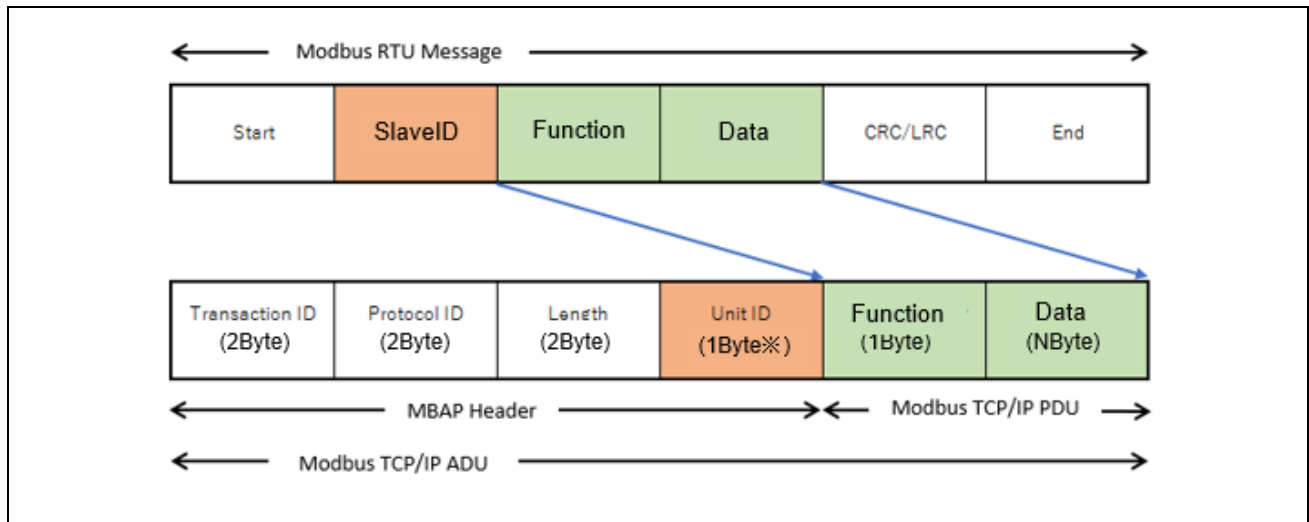 Modbus RTU Message
Start SlaveID Function Data CRC/LRC End
Transaction ID Protocol ID Length Unit ID Function Data
(2Byte) (2Byte) (2Byte) (1Byte※) (1Byte) (NByte)
MBAP Header Modbus TCP/IP PDU
Modbus TCP/IP ADU